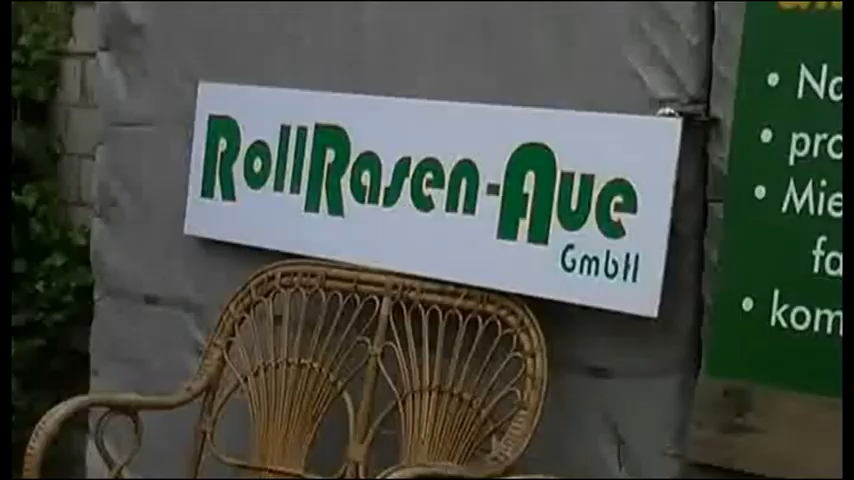 RollRasen-Aue
GmbH
• Na
• pro
• Mie
fa
• kom